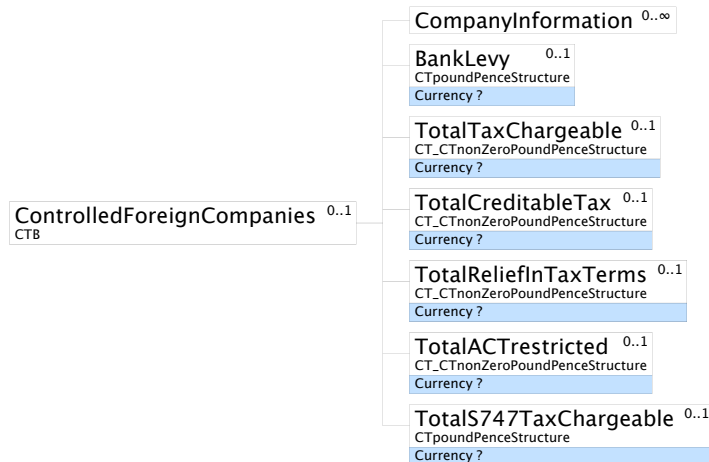 CompanyInformation 0..∞
BankLevy 0..1
CTpoundPenceStructure
Currency ?
TotalTaxChargeable 0..1
CT_CTnonZeroPoundPenceStructure
Currency ?
TotalCreditableTax 0..1
CT_CTnonZeroPoundPenceStructure
Currency ?
ControlledForeignCompanies 0..1
CTB
TotalReliefInTaxTerms 0..1
CT_CTnonZeroPoundPenceStructure
Currency ?
TotalACTrestricted 0..1
CT_CTnonZeroPoundPenceStructure
Currency ?
TotalS747TaxChargeable 0..1
CTpoundPenceStructure
Currency ?